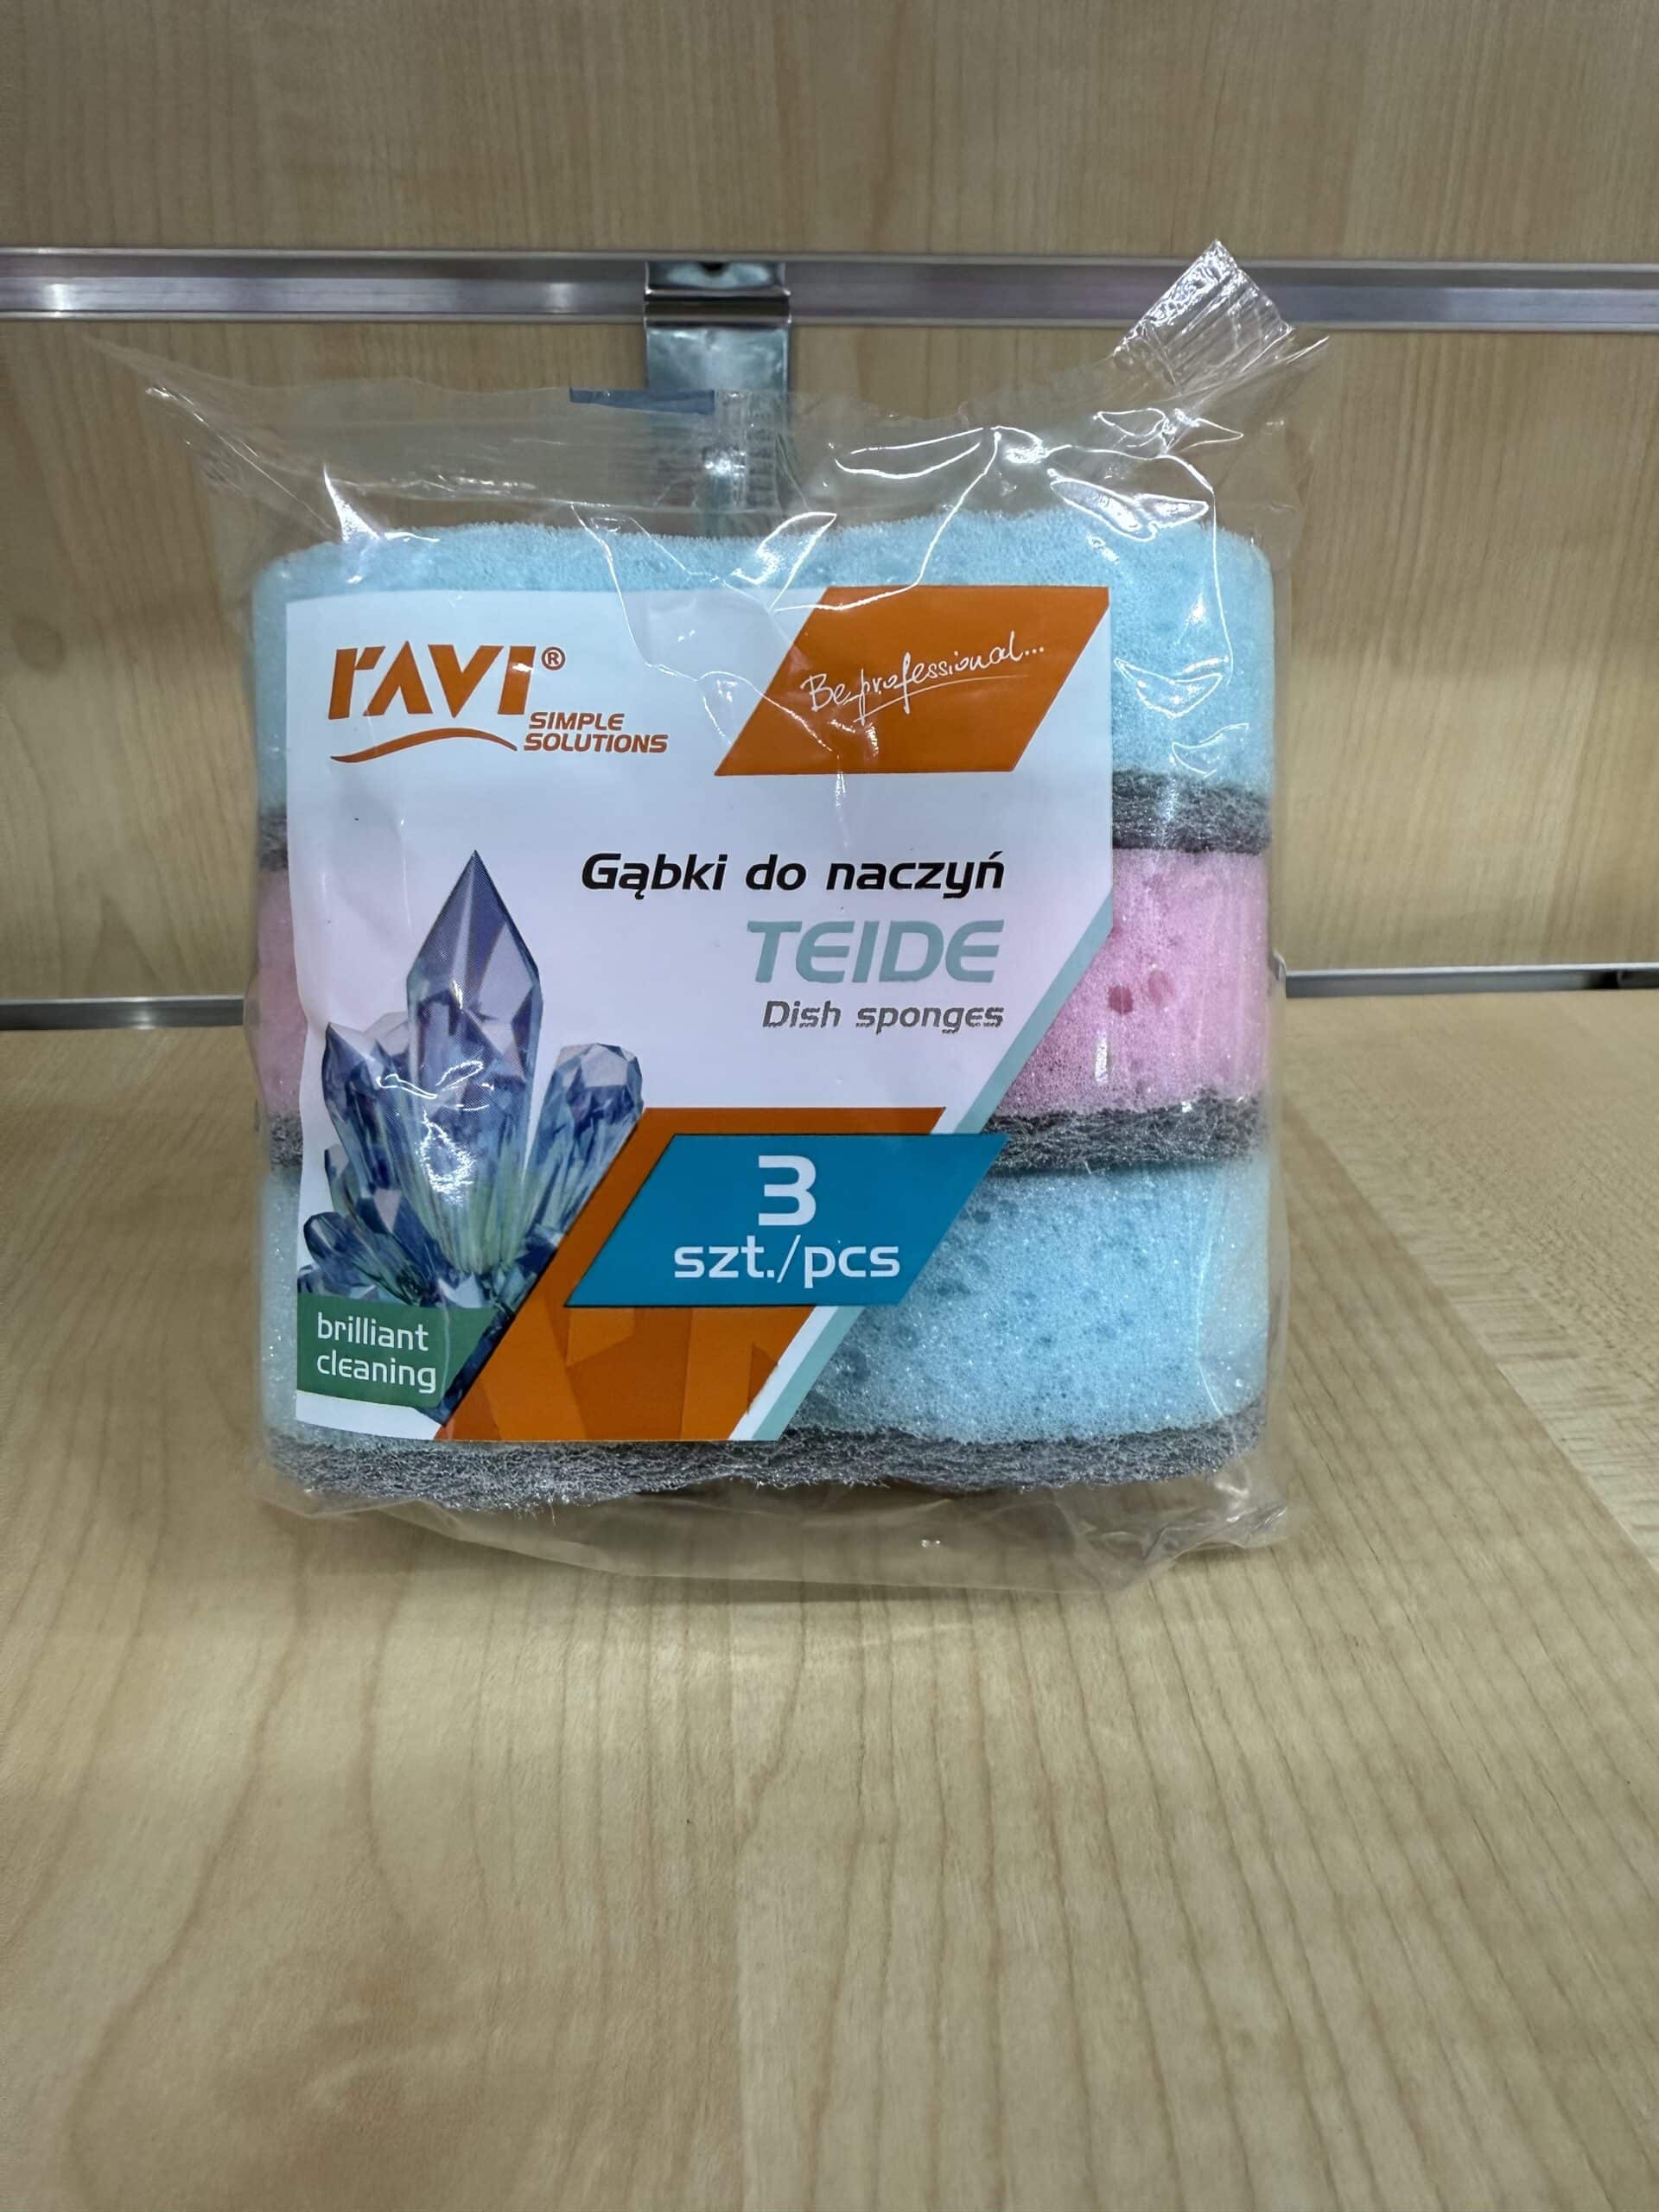 ravi®
SIMPLE
SOLUTIONS
Be professional...
Gąbki do naczyń
TEIDE
Dish sponges
3
szt./pcs
brilliant
cleaning